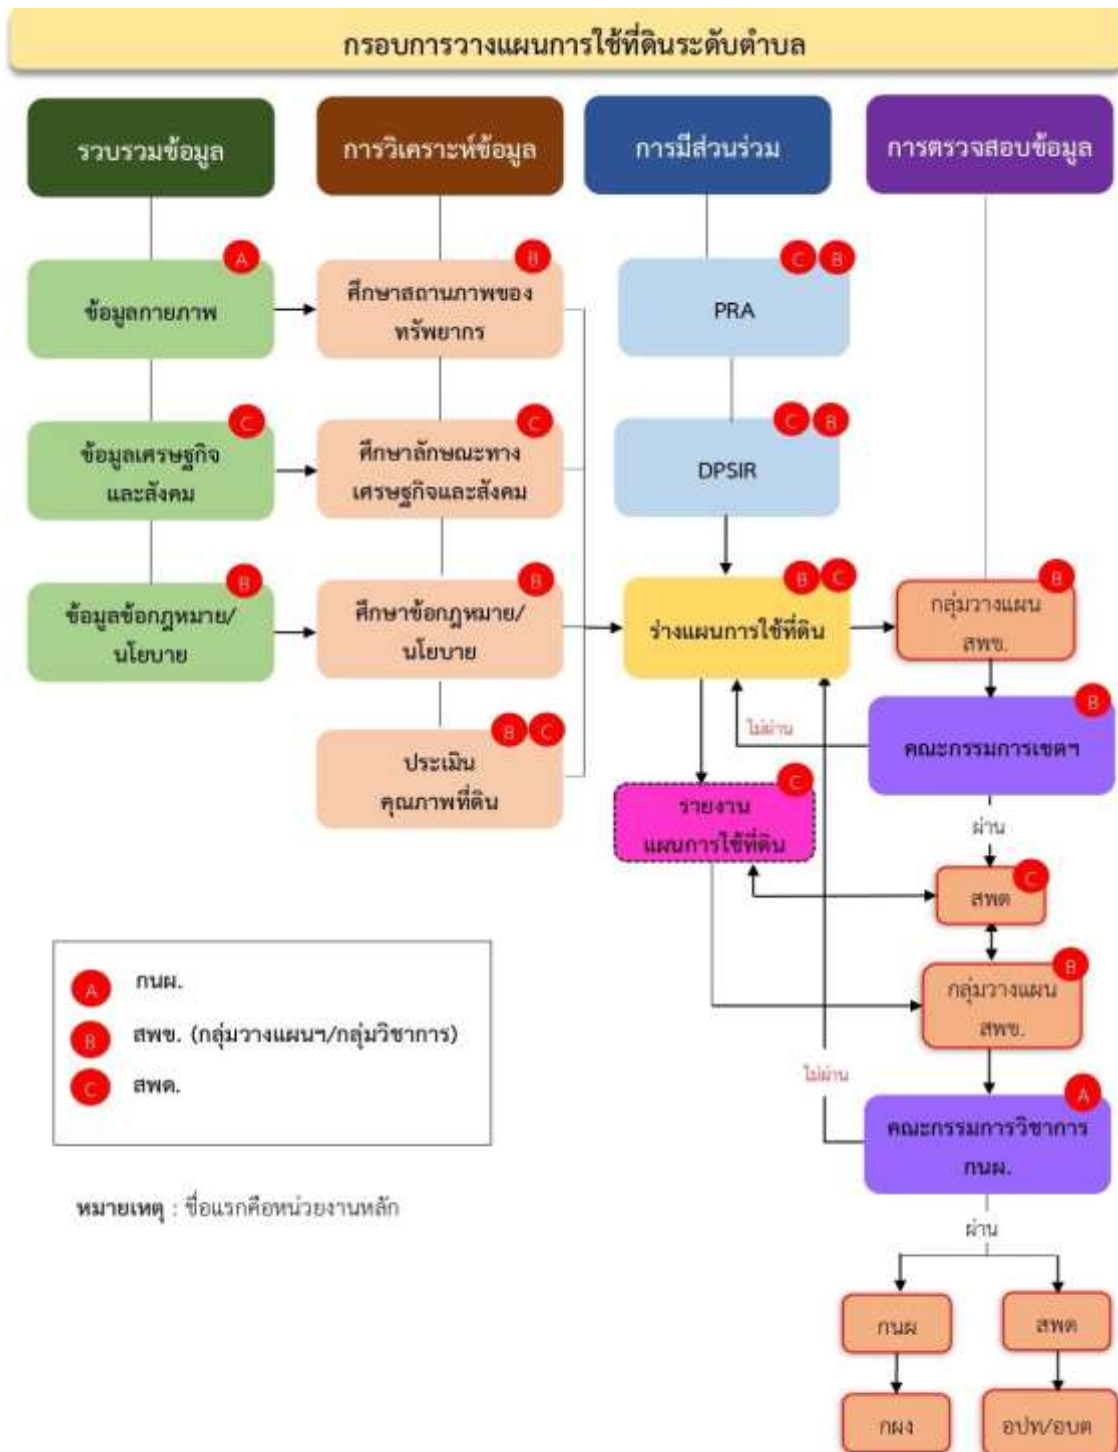 กรอบการวางแผนการใช้ที่ดินระดับตำบล
รวบรวมข้อมูล
การวิเคราะห์ข้อมูล
การมีส่วนร่วม
การตรวจสอบข้อมูล
A
ข้อมูลกายภาพ
B
ศึกษาสถานภาพของ
ทรัพยากร
C B
PRA
C
ข้อมูลเศรษฐกิจ
และสังคม
C
ศึกษาลักษณะทาง
เศรษฐกิจและสังคม
C B
DPSIR
B
ข้อมูลข้อกฎหมาย/
นโยบาย
B
ศึกษาข้อกฎหมาย/
นโยบาย
B C
ร่างแผนการใช้ที่ดิน
B
กลุ่มวางแผน
สพข.
B C
ประเมิน
คุณภาพที่ดิน
ไม่ผ่าน
B
คณะกรรมการเขตฯ
C
รายงาน
แผนการใช้ที่ดิน
ผ่าน
C
สพด
B
กลุ่มวางแผน
สพข.
A กนผ.
B สพข. (กลุ่มวางแผนฯ/กลุ่มวิชาการ)
C สพด.
ไม่ผ่าน
A
คณะกรรมการวิชาการ
กนผ.
หมายเหตุ : ชื่อแรกคือหน่วยงานหลัก
ผ่าน
กนผ
สพด
กผง
อปท/อบต